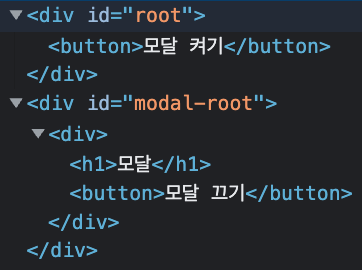 <div id="root">
<button>모달 켜기</button>
</div>
<div id="modal-root">
<div>
<h1>모달</h1>
<button>모달 끄기</button>
</div>
</div>